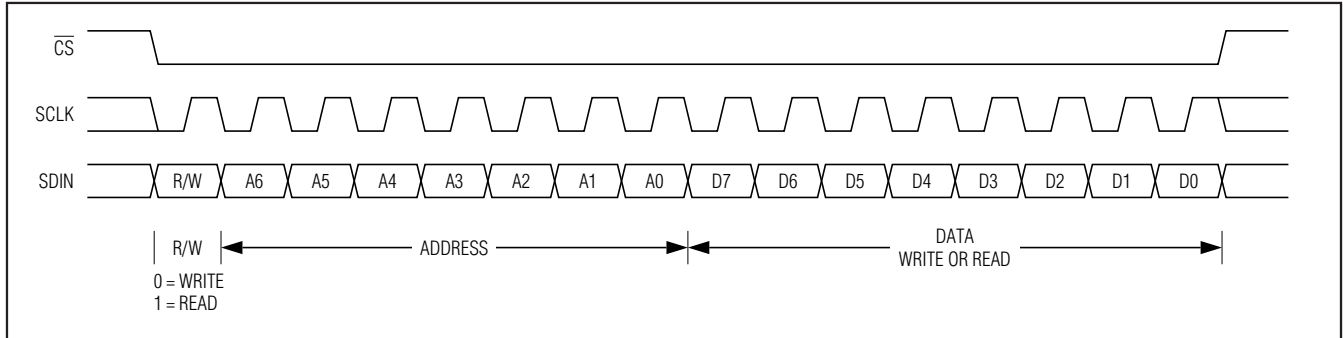 CS
SCLK
SDIN R/W A6 A5 A4 A3 A2 A1 A0 D7 D6 D5 D4 D3 D2 D1 D0
R/W ADDRESS DATA
WRITE OR READ
0 = WRITE
1 = READ